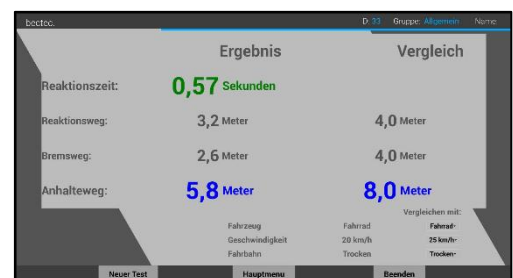 bectec.
D: 33 Gruppe: Allgemein Name
Ergebnis Vergleich
Reaktionszeit: 0,57 Sekunden
Reaktionsweg: 3,2 Meter 4,0 Meter
Bremsweg: 2,6 Meter 4,0 Meter
Anhalteweg: 5,8 Meter 8,0 Meter
Vergleichen mit:
Fahrzeug Fahrrad Fahrrad-
Geschwindigkeit 20 km/h 25 km/h-
Fahrbahn Trocken Trocken-
Neuer Test Hauptmenu Beenden